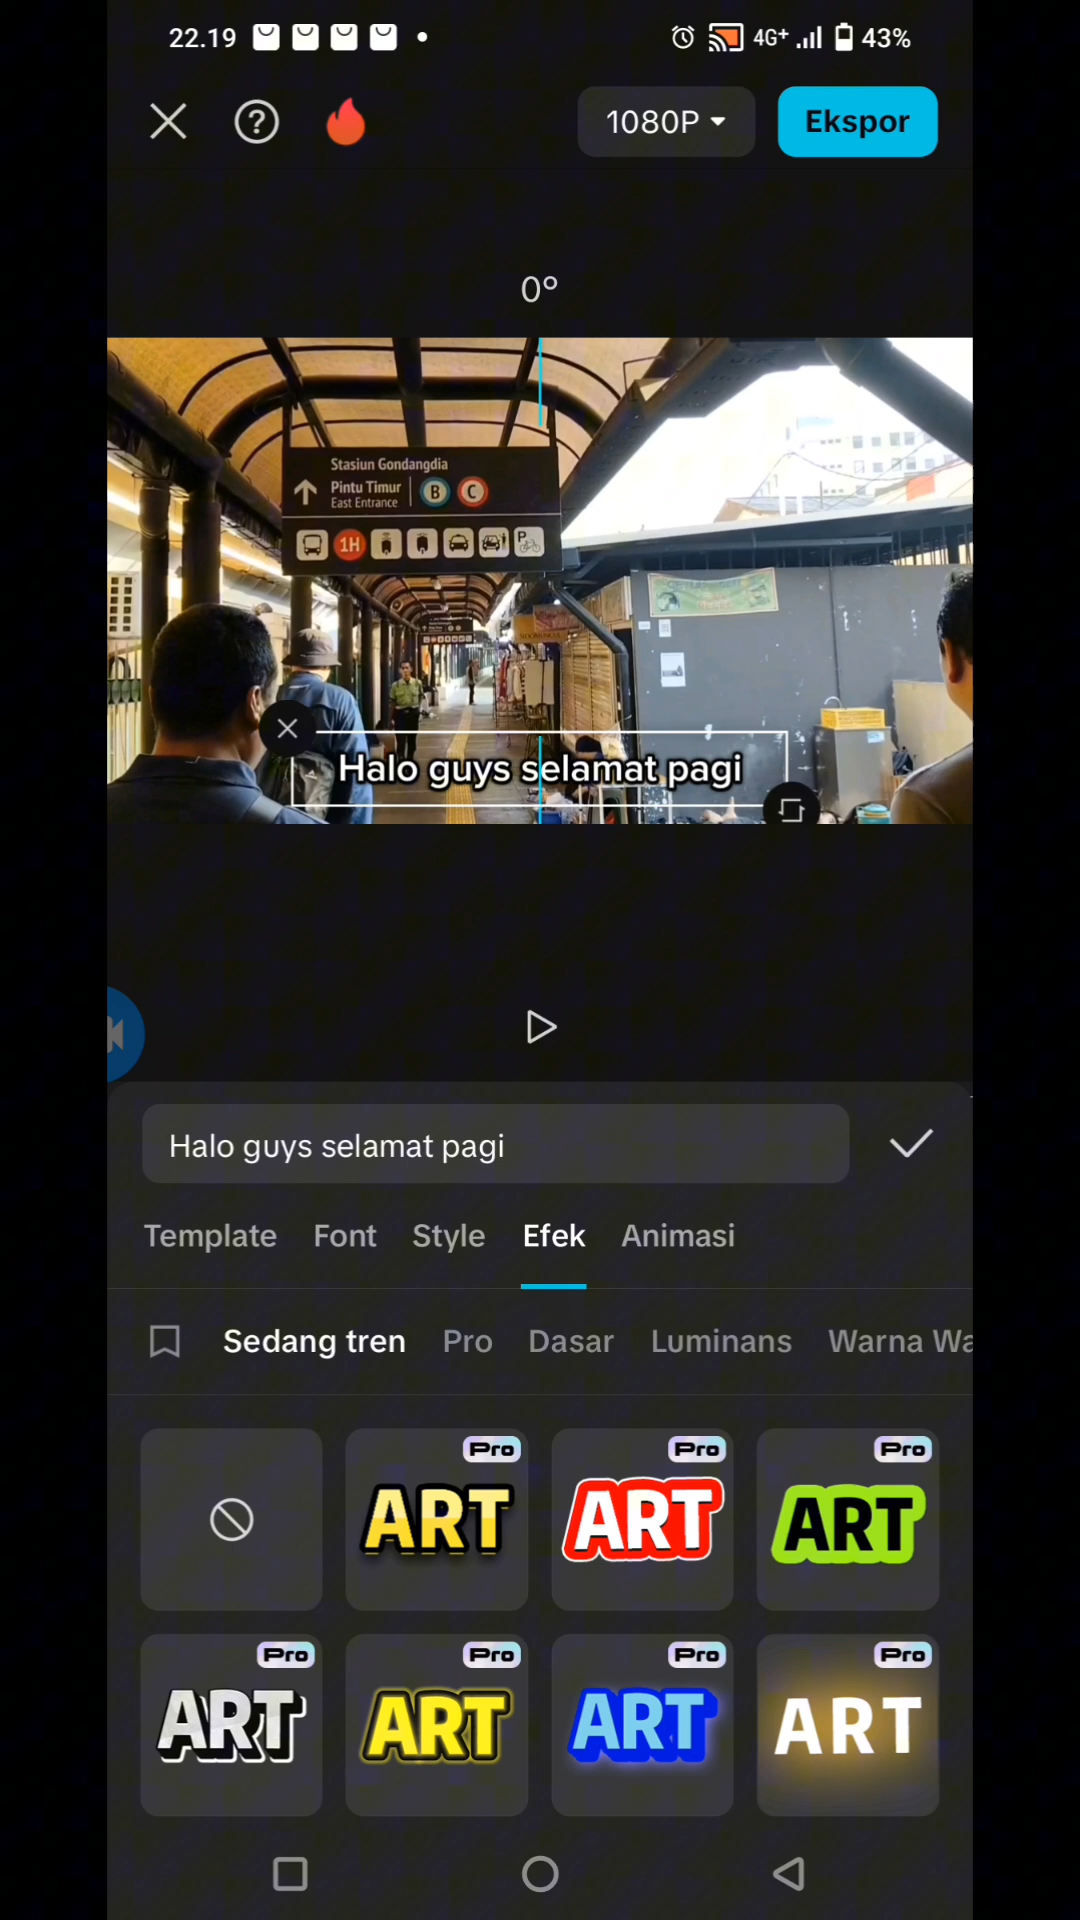 22.19
4G+
43%
1080P
Ekspor
0°
Stasiun Gondangdia
Pintu Timur
East Entrance
B
C
1H
P
Halo guys selamat pagi
Halo guys selamat pagi
Template Font Style Efek Animasi
Sedang tren Pro Dasar Luminans Warna Wa
Pro Pro Pro
ART ART ART
Pro Pro Pro Pro
ART ART ART ART